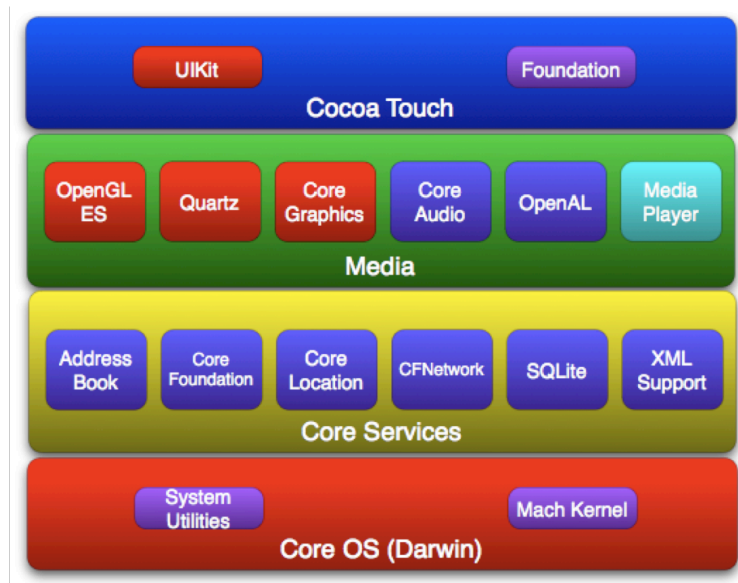 UIKit
Foundation
Cocoa Touch
OpenGL
ES
Quartz
Core
Graphics
Core
Audio
OpenAL
Media
Player
Media
Address
Book
Core
Foundation
Core
Location
CFNetwork
SQLite
XML
Support
Core Services
System
Utilities
Mach Kernel
Core OS (Darwin)